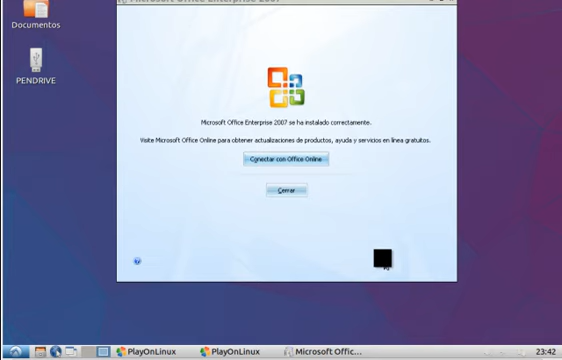 Microsoft Office Enterprise 2007
Documentos
PENDRIVE
Microsoft Office Enterprise 2007 se ha instalado correctamente.
Visite Microsoft Office Online para obtener actualizaciones de productos, ayuda y servicios en línea gratuitos.
Conectar con Office Online
Cerrar
PlayOnLinux
PlayOnLinux
Microsoft Offic...
23:42